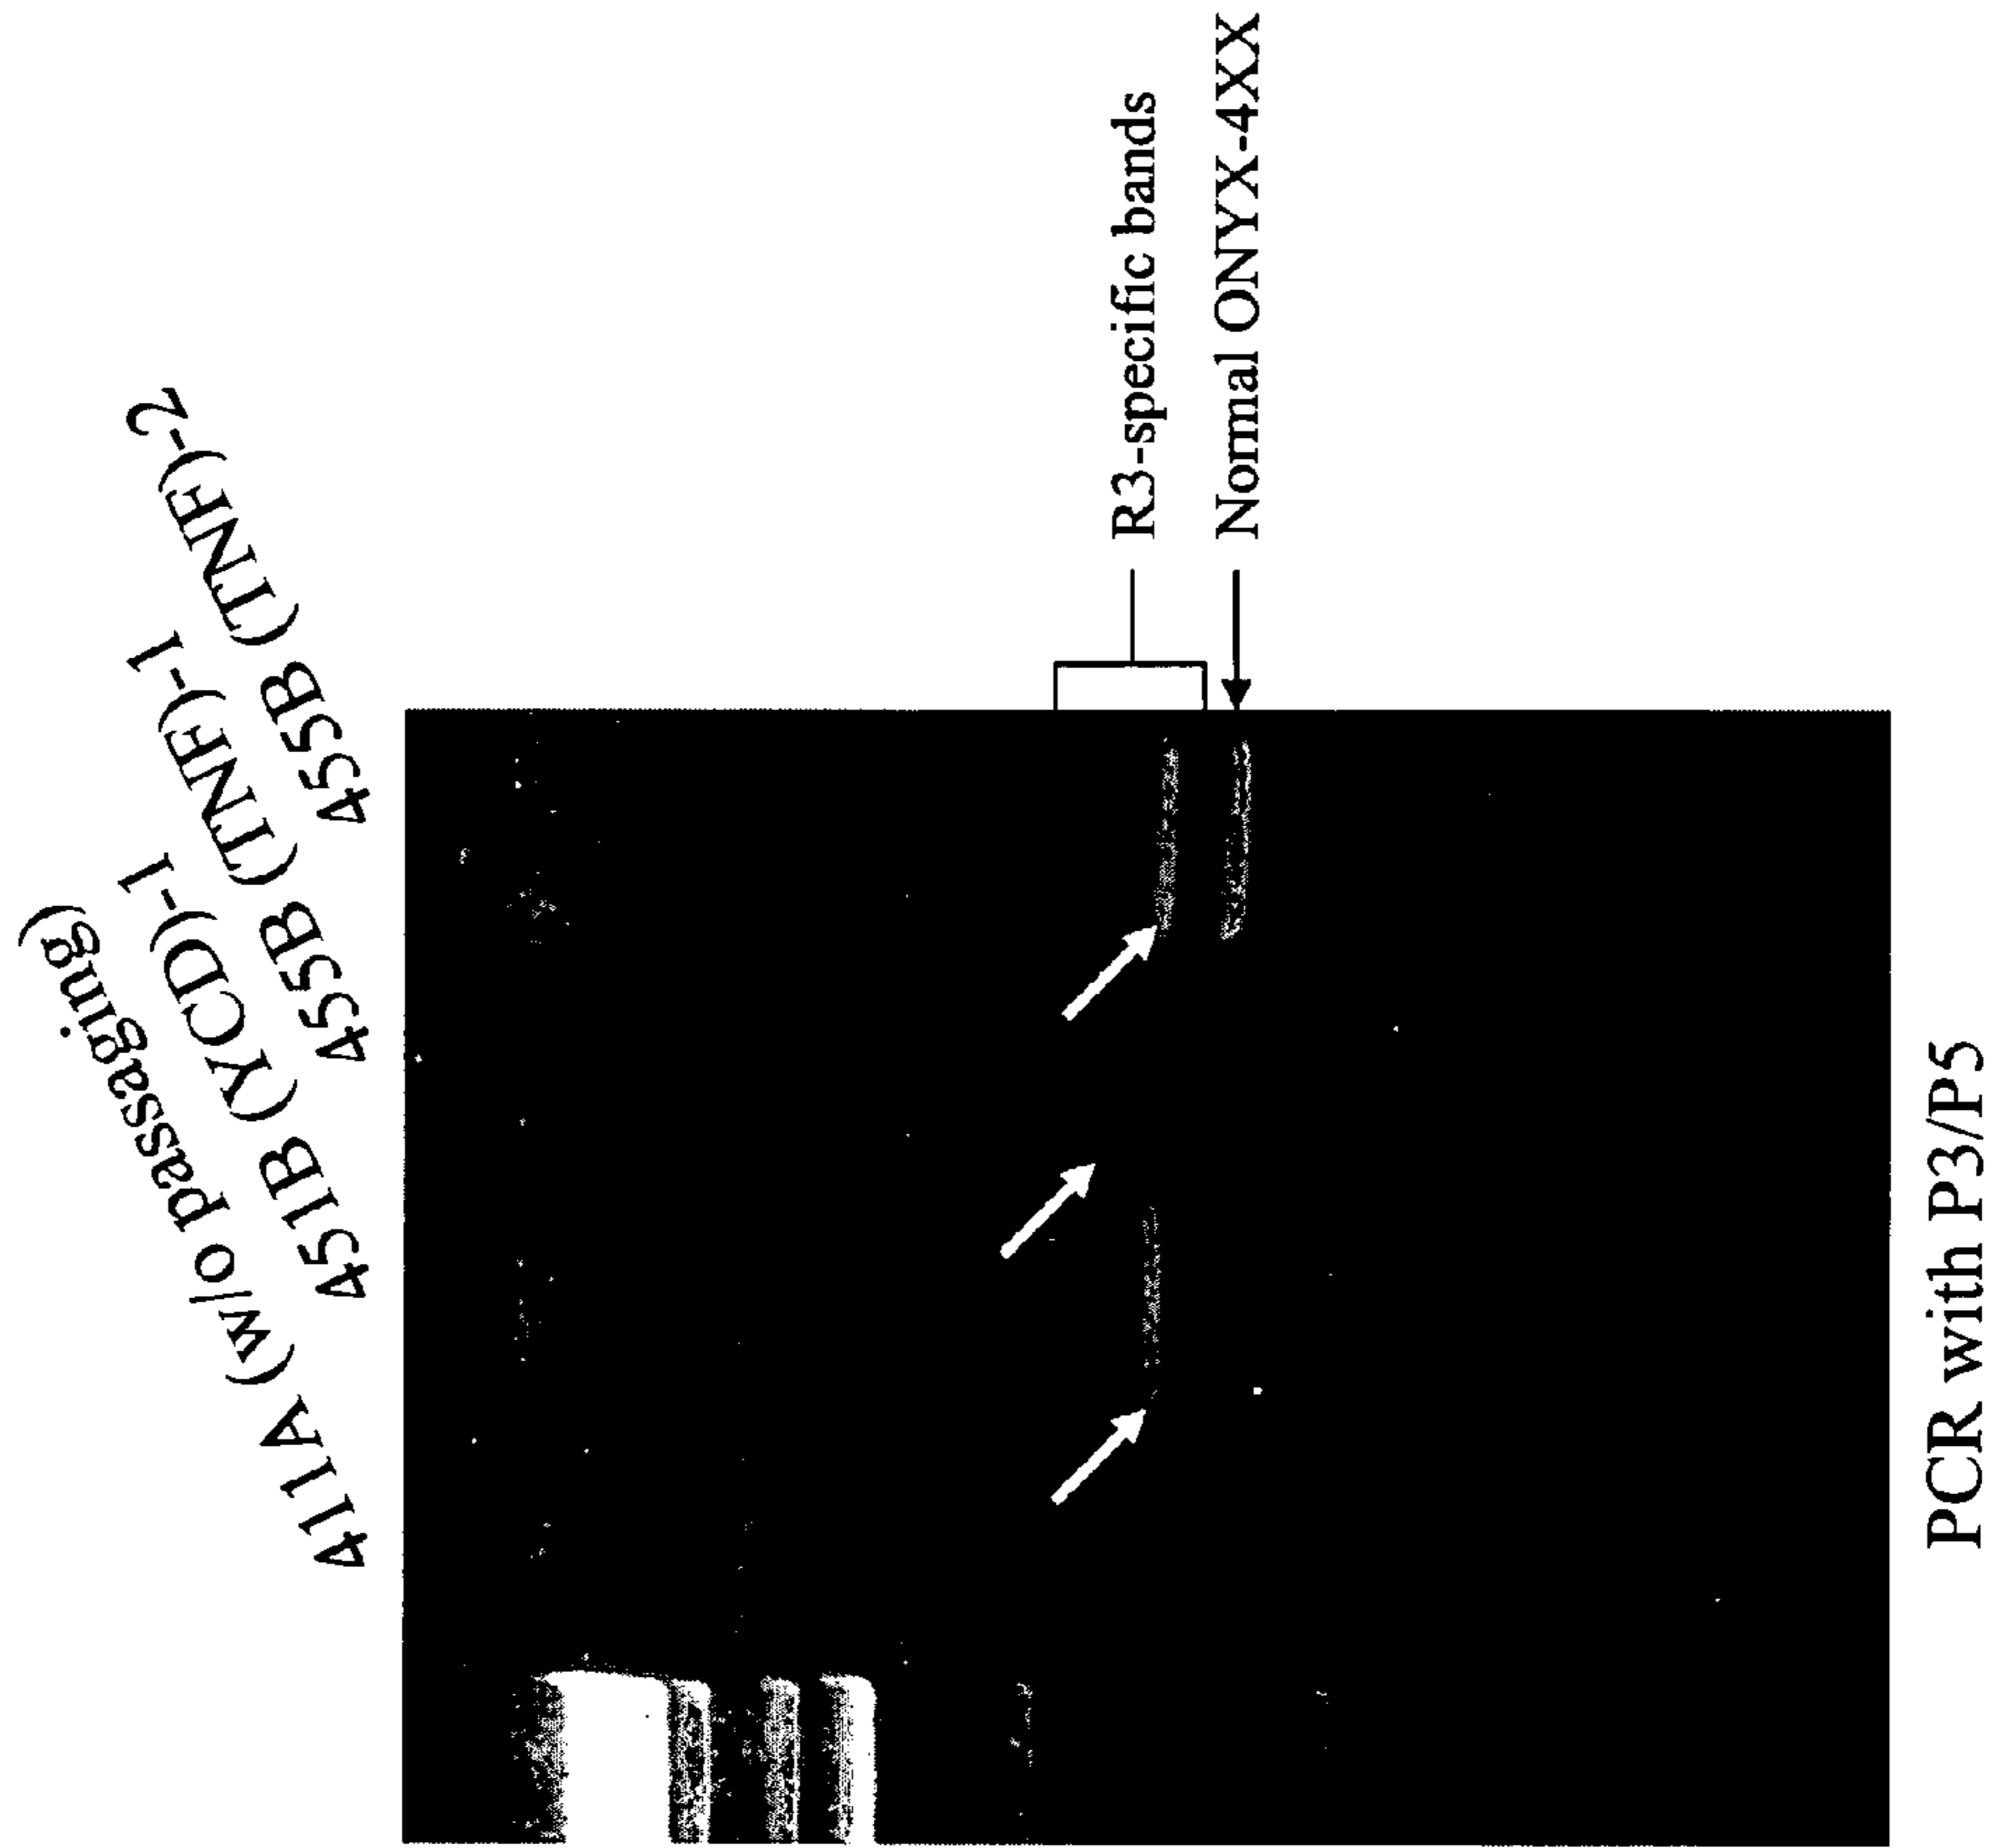 411A (w/o passaging)
451B (YCD)-1
455B (TNF)-1
455B (TNF)-2
R3-specific bands
Normal ONYX-4XX
PCR with P3/P5